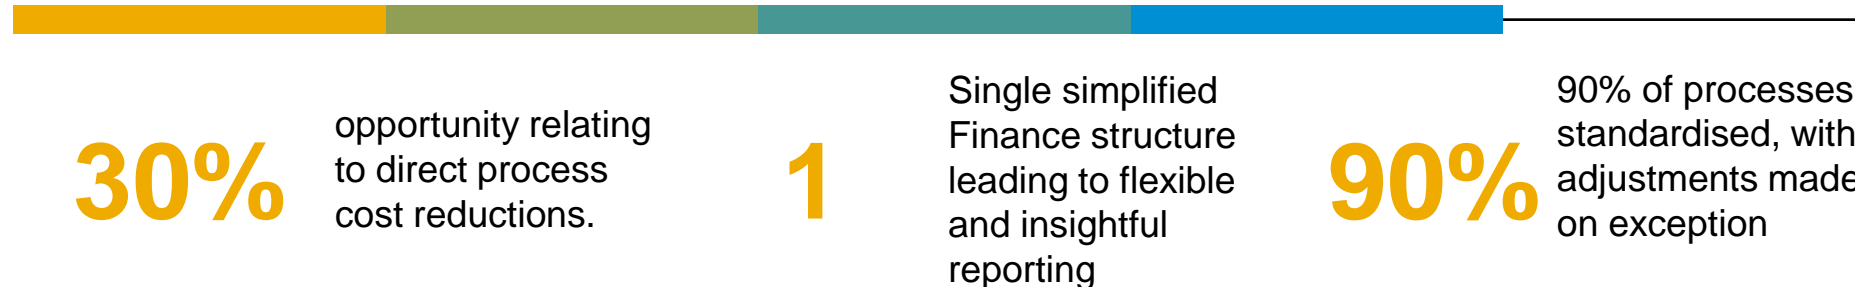 30%
opportunity relating
to direct process
cost reductions.
1
Single simplified
Finance structure
leading to flexible
and insightful
reporting
90%
90% of processes
standardised, with
adjustments made
on exception